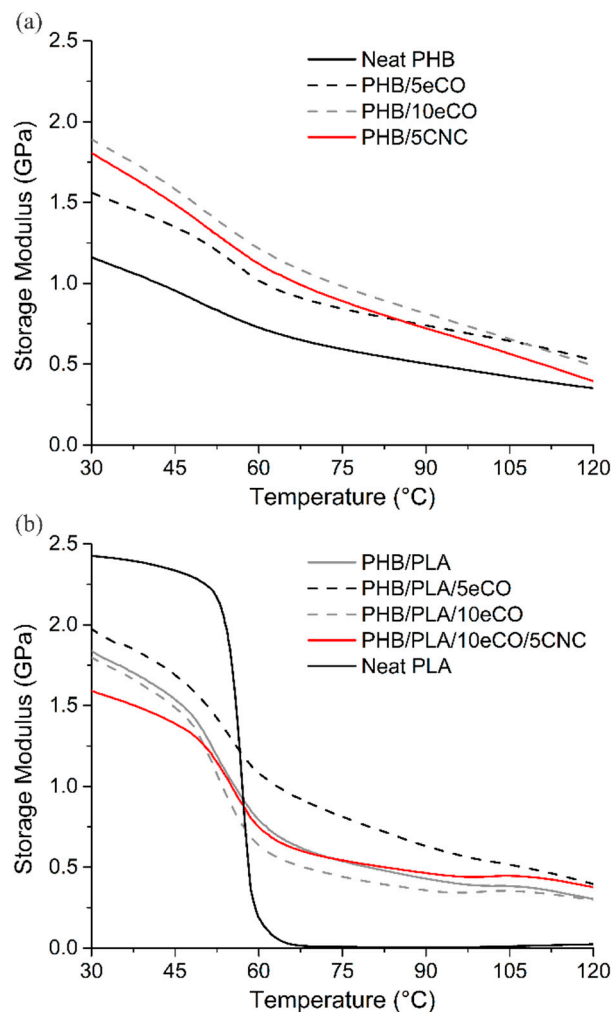 (a)
2.5
2.0
1.5
1.0
0.5
0.0
Storage Modulus (GPa)
Neat PHB
PHB/5eCO
PHB/10eCO
PHB/5CNC
30 45 60 75 90 105 120
Temperature (°C)
(b)
2.5
2.0
1.5
1.0
0.5
0.0
Storage Modulus (GPa)
PHB/PLA
PHB/PLA/5eCO
PHB/PLA/10eCO
PHB/PLA/10eCO/5CNC
Neat PLA
30 45 60 75 90 105 120
Temperature (°C)